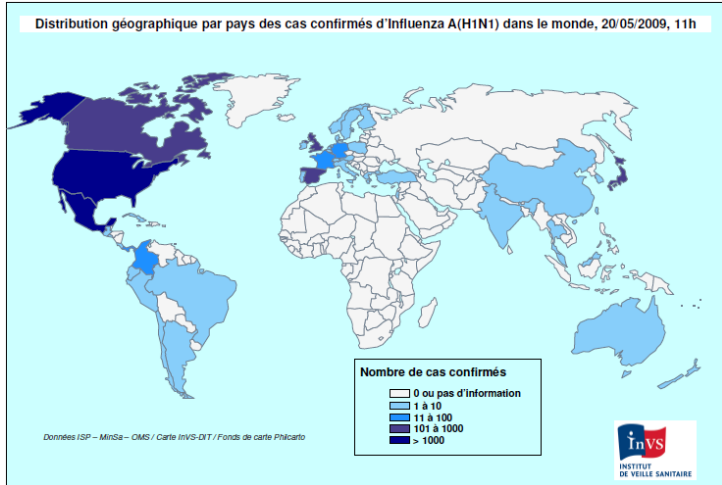 Distribution géographique par pays des cas confirmés d'Influenza A(H1N1) dans le monde, 20/05/2009, 11h
Nombre de cas confirmés
0 ou pas d'information
1 à 10
11 à 100
101 à 1000
> 1000
Données ISP – MinSa – OMS / Carte InVS-DIT / Fonds de carte Philcarto
InVS
INSTITUT
DE VEILLE SANITAIRE